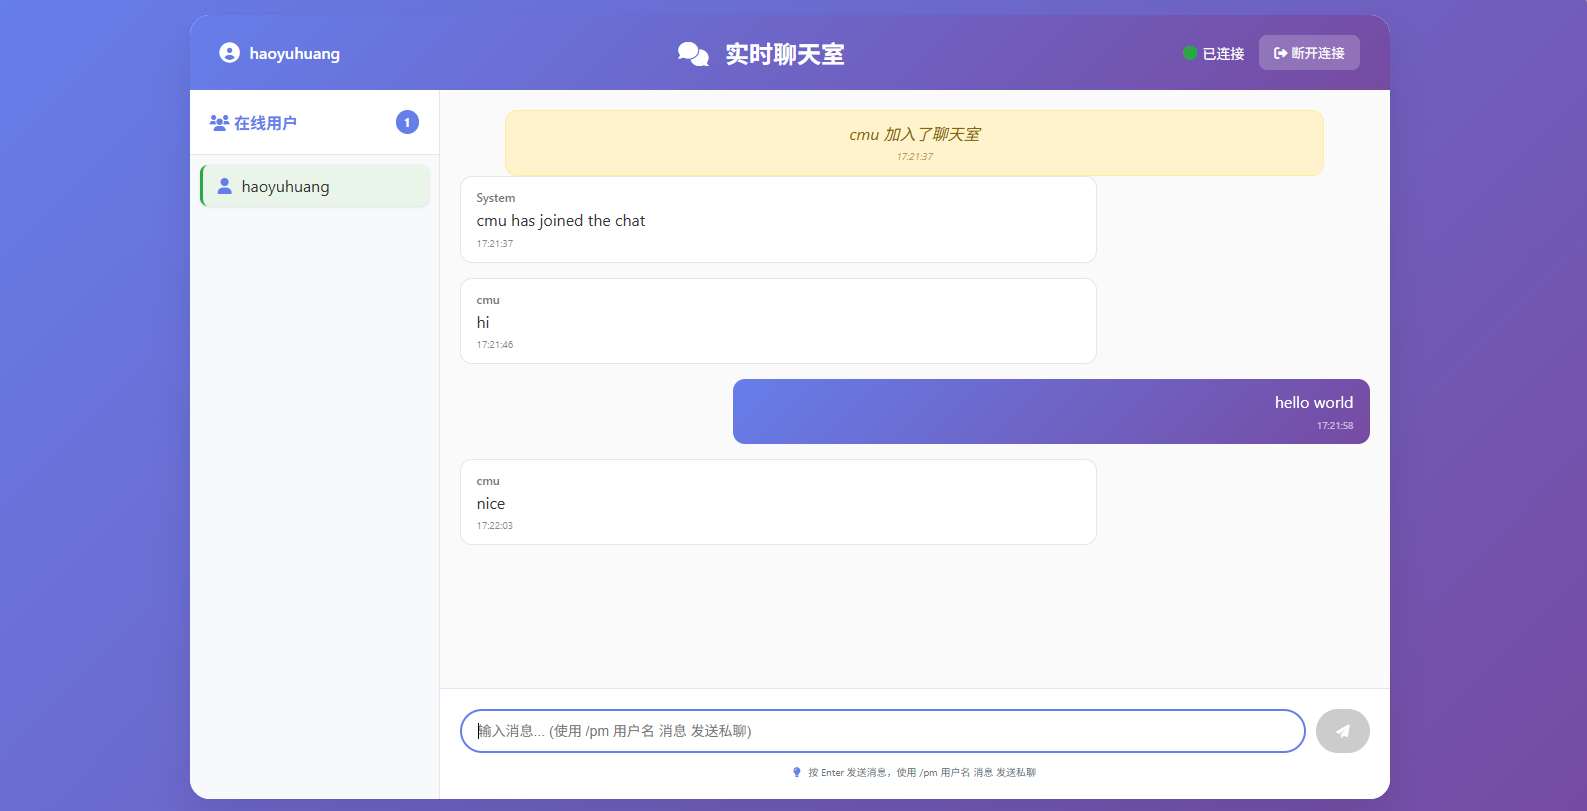 haoyuhuang
实时聊天室
已连接
断开连接
在线用户
1
haoyuhuang
cmu 加入了聊天室
17:21:37
System
cmu has joined the chat
17:21:37
cmu
hi
17:21:46
hello world
17:21:58
cmu
nice
17:22:03
输入消息... (使用 /pm 用户名 消息 发送私聊)
按 Enter 发送消息，使用 /pm 用户名 消息 发送私聊